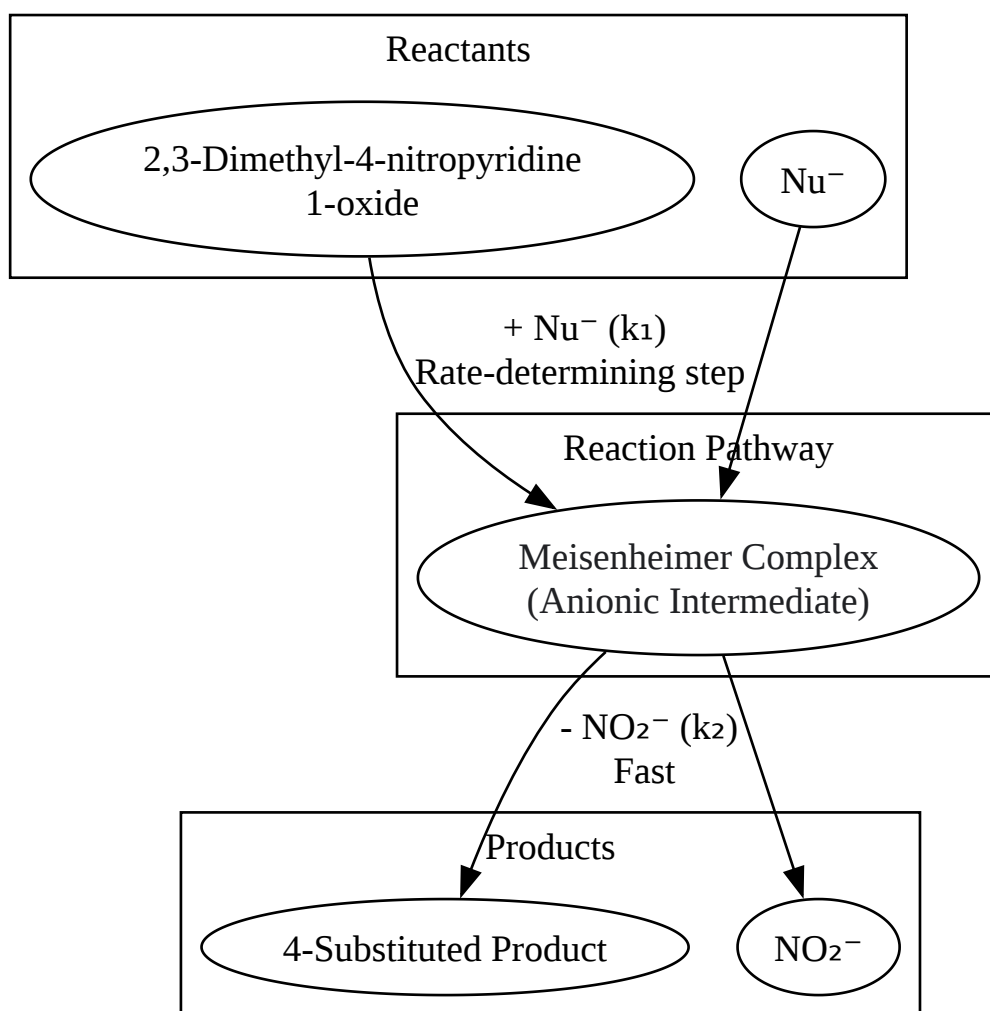 Reactants
2,3-Dimethyl-4-nitropyridine
1-oxide
Nu⁻
+ Nu⁻ (k₁)
Rate-determining step
Reaction Pathway
Meisenheimer Complex
(Anionic Intermediate)
- NO₂⁻ (k₂)
Fast
Products
4-Substituted Product
NO₂⁻